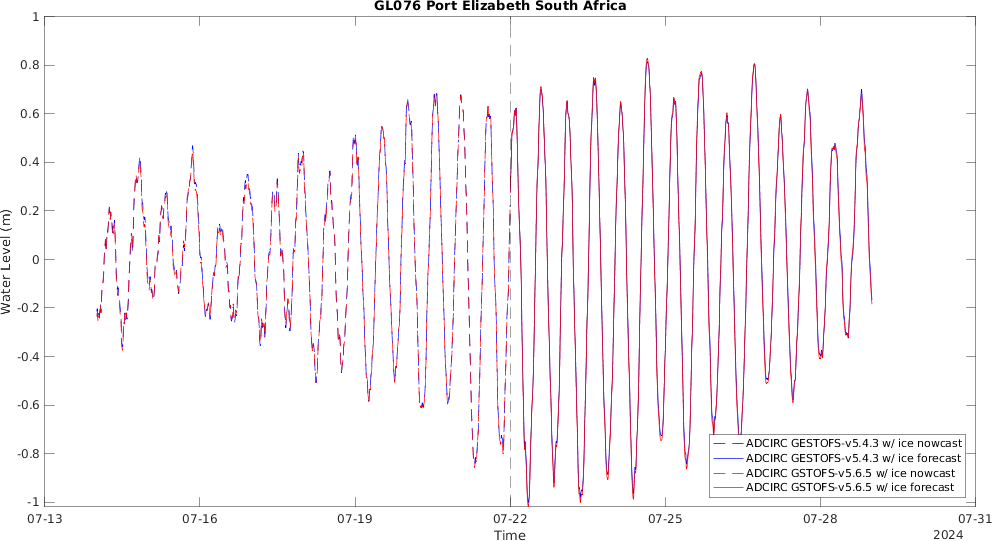 GL076 Port Elizabeth South Africa
1
0.8
0.6
0.4
0.2
0
-0.2
-0.4
-0.6
-0.8
-1
Water Level (m)
ADCIRC GESTOFS-v5.4.3 w/ ice nowcast
ADCIRC GESTOFS-v5.4.3 w/ ice forecast
ADCIRC GSTOFS-v5.6.5 w/ ice nowcast
ADCIRC GSTOFS-v5.6.5 w/ ice forecast
07-13 07-16 07-19 07-22 07-25 07-28 07-31
Time
2024